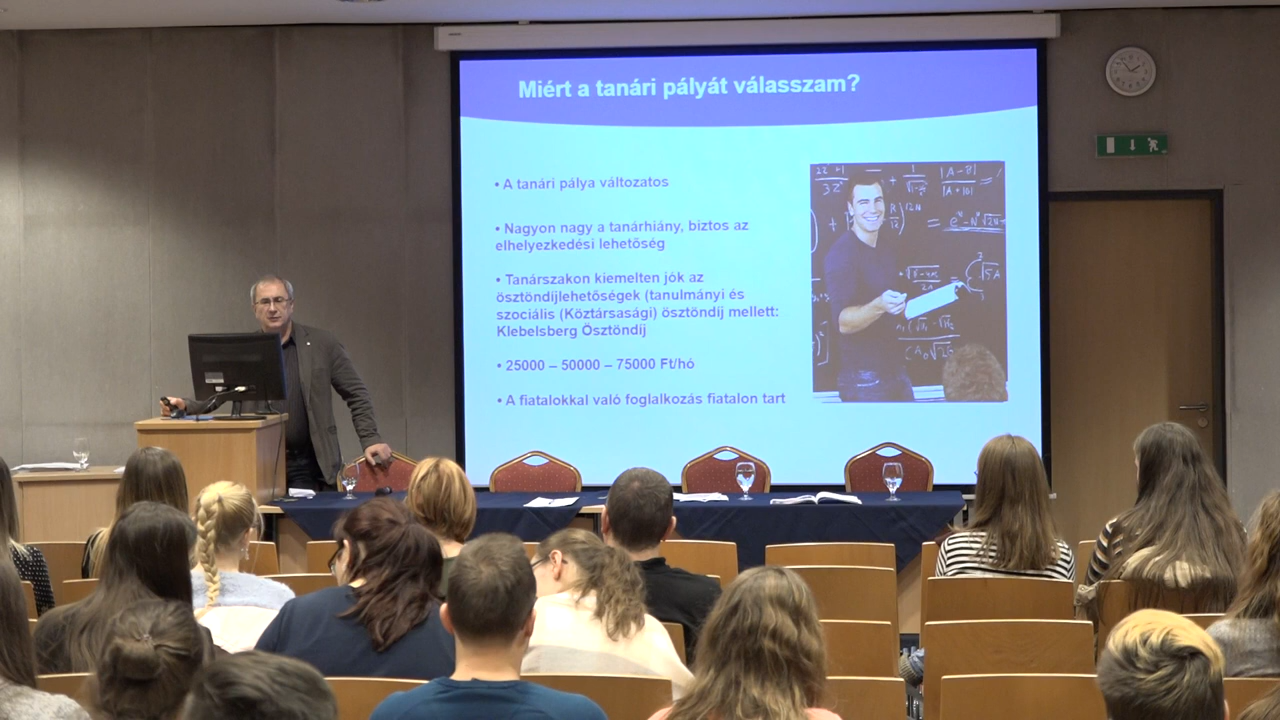 Miért a tanári pályát válasszam?
• A tanári pálya változatos
• Nagyon nagy a tanárhiány, biztos az
elhelyezkedési lehetőség
• Tanárszakon kiemelten jók az
ösztöndíjlehetőségek (tanulmányi és
szociális (Köztársasági) ösztöndíj mellett:
Klebelsberg Ösztöndíj
• 25000 – 50000 – 75000 Ft/hó
• A fiatalokkal való foglalkozás fiatalon tart